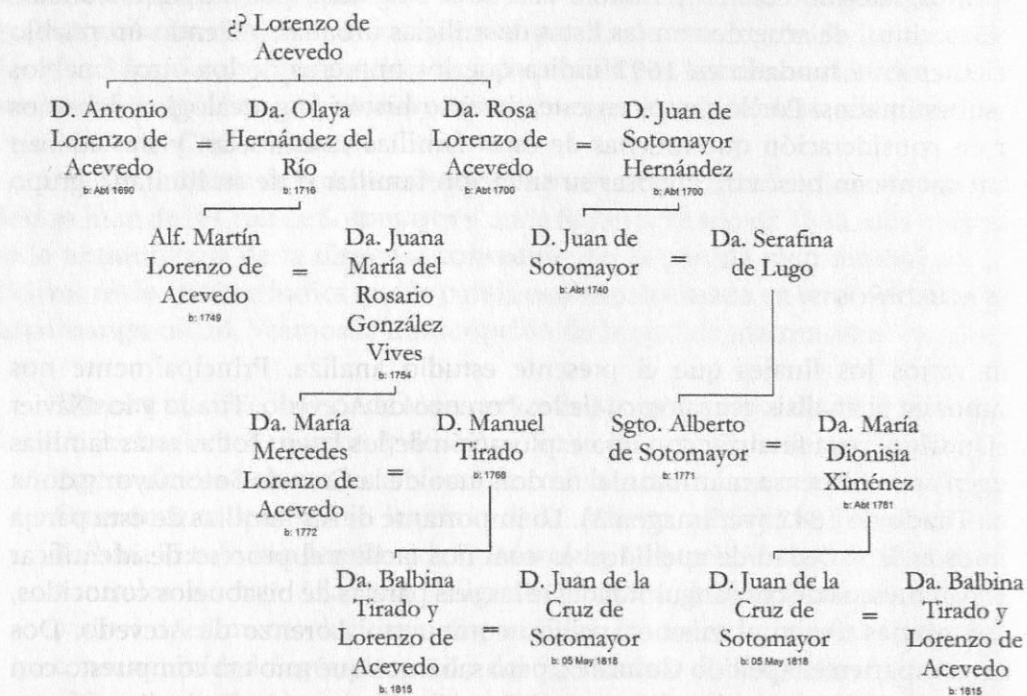 ¿? Lorenzo de
Acevedo
D. Antonio
Lorenzo de
Acevedo
b: Abt 1690
=
Da. Olaya
Hernández del
Río
b: 1716
Da. Rosa
Lorenzo de
Acevedo
b: Abt 1700
=
D. Juan de
Sotomayor
Hernández
b: Abt 1700
Alf. Martín
Lorenzo de
Acevedo
b: 1749
=
Da. Juana
María del
Rosario
González
Vives
b: 1754
D. Juan de
Sotomayor
b: Abt 1740
=
Da. Serafina
de Lugo
Da. María
Mercedes
Lorenzo de
Acevedo
b: 1772
=
D. Manuel
Tirado
b: 1768
Sgto. Alberto
de Sotomayor
b: 1771
=
Da. María
Dionisia
Ximénez
b: Abt 1781
Da. Balbina
Tirado y
Lorenzo de
Acevedo
b: 1815
=
D. Juan de la
Cruz de
Sotomayor
b: 05 May 1818
D. Juan de la
Cruz de
Sotomayor
b: 05 May 1818
=
Da. Balbina
Tirado y
Lorenzo de
Acevedo
b: 1815